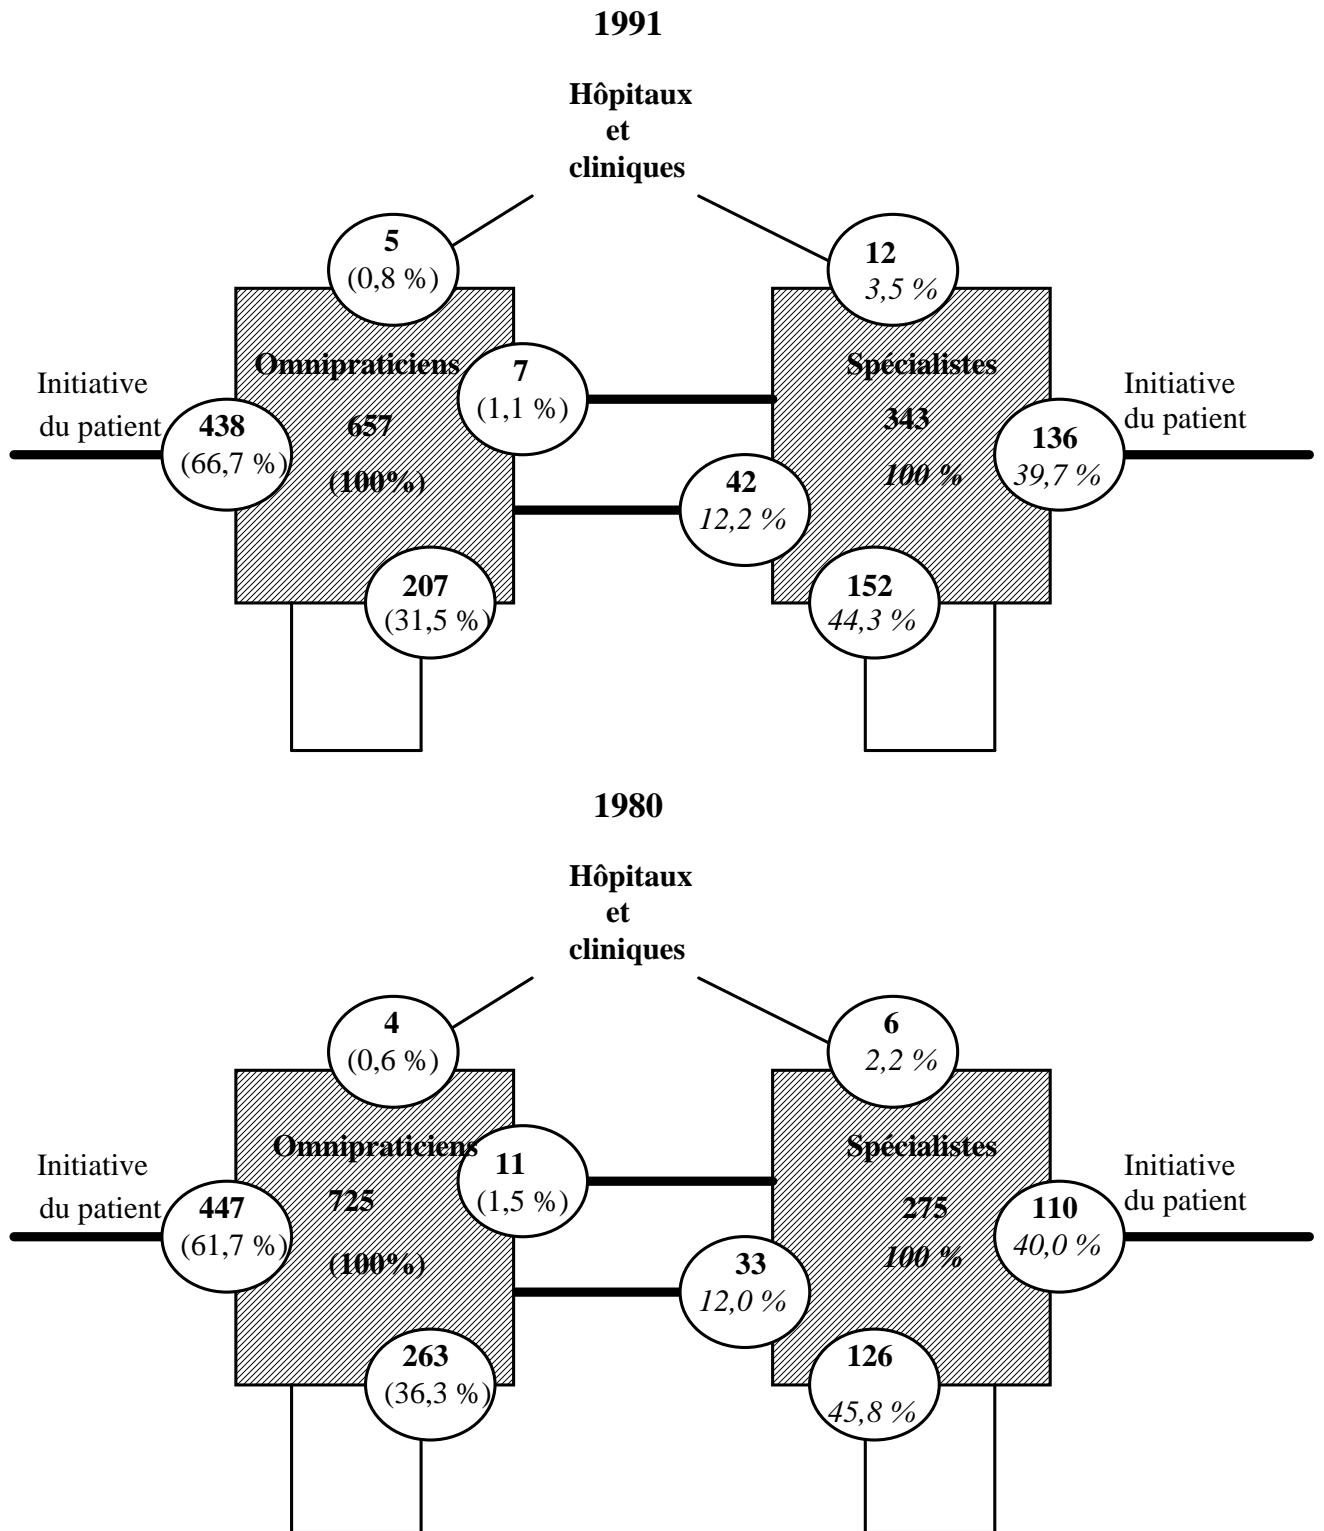 1991
Hôpitaux
et
cliniques
5
(0,8 %)
12
3,5 %
Omnipraticiens
657
(100%)
7
(1,1 %)
Spécialistes
343
100 %
Initiative
du patient
438
(66,7 %)
Initiative
du patient
136
39,7 %
42
12,2 %
207
(31,5 %)
152
44,3 %
1980
Hôpitaux
et
cliniques
4
(0,6 %)
6
2,2 %
Omnipraticiens
725
(100%)
11
(1,5 %)
Spécialistes
275
100 %
Initiative
du patient
447
(61,7 %)
Initiative
du patient
110
40,0 %
33
12,0 %
263
(36,3 %)
126
45,8 %